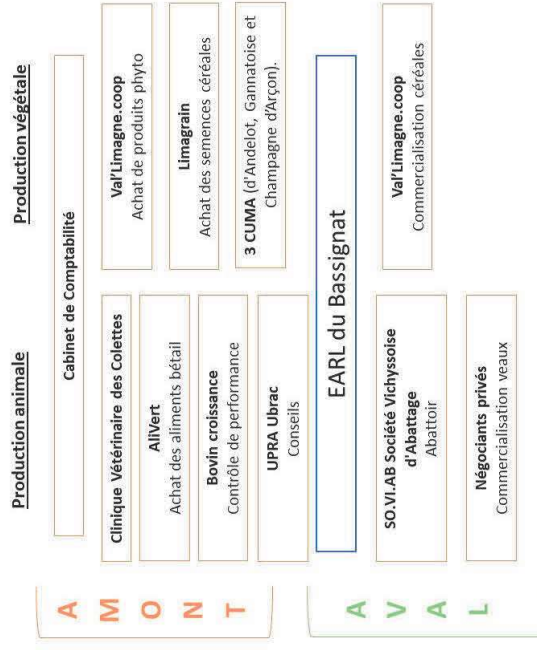 Production animale
Production végétale
Cabinet de Comptabilité
Clinique Vétérinaire des Colettes
AliVert
Achat des aliments bétail
Bovin croissance
Contrôle de performance
UPRA Ubrac
Conseils
Val'Limagne.coop
Achat de produits phyto
Limagrain
Achat des semences céréales
3 CUMA (d'Andelot, Gannatoise et
Champagne d'Arçon).
EARL du Bassignat
SO.VI.AB Société Vichyssoise
d'Abattage
Abattoir
Négociants privés
Commercialisation veaux
Val'Limagne.coop
Commercialisation céréales
AMONT
AVAL